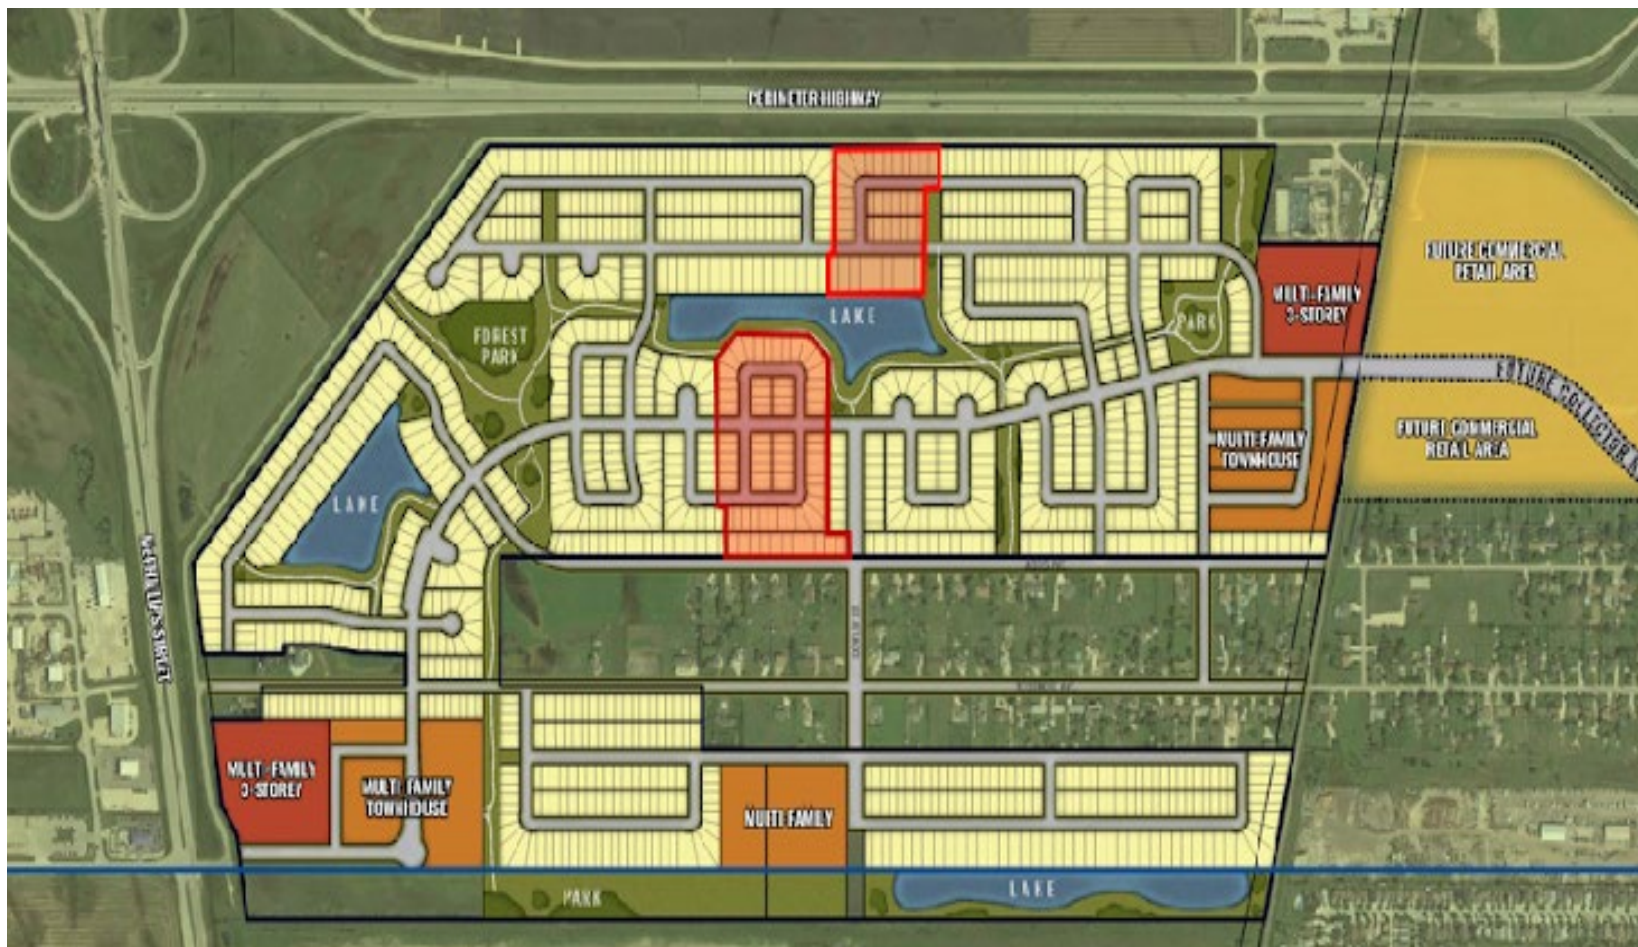 PERIMETER HIGHWAY
FUTURE COMMERCIAL
RETAIL AREA
MULTI-FAMILY
3-STOREY
LAKE
PARK
FOREST
PARK
FUTURE COLLECTOR
FUTURE COMMERCIAL
RETAIL AREA
MULTI FAMILY
TOWNHOUSE
LAKE
STREET
MULTI-FAMILY
3-STOREY
MULTI FAMILY
TOWNHOUSE
MULTI FAMILY
PARK
LAKE